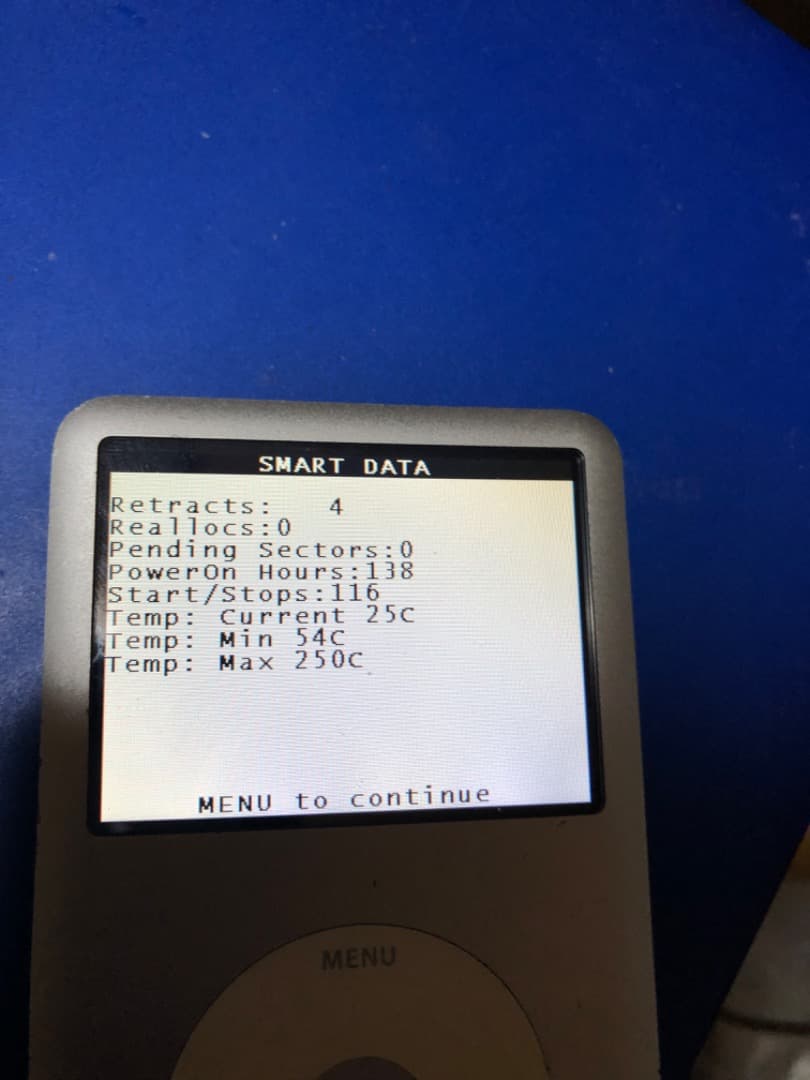 SMART DATA
Retracts: 4
Reallocs:0
Pending Sectors:0
PowerOn Hours:138
Start/Stops:116
Temp: Current 25C
Temp: Min 54C
Temp: Max 250C
MENU to continue
MENU